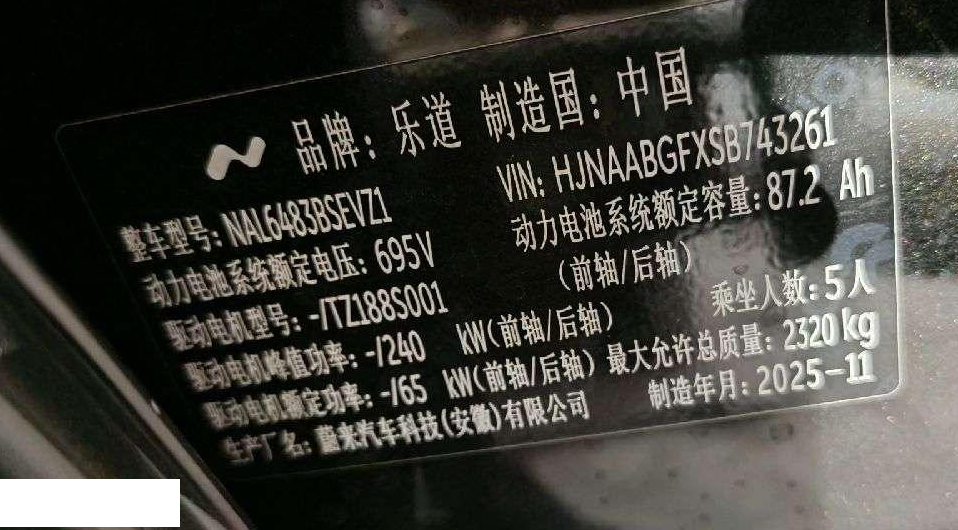 品牌：乐道 制造国：中国
整车型号：NAL6483BSEVZ1 VIN: HJNAABGFXSB743261
动力电池系统额定电压：695V 动力电池系统额定容量：87.2 Ah
(前轴/后轴)
驱动电机型号：-/TZ188S001 乘坐人数：5人
驱动电机峰值功率：-/240 kW(前轴/后轴)
驱动电机额定功率：-/65 kW(前轴/后轴) 最大允许总质量：2320kg
生产厂名：蔚来汽车科技(安徽)有限公司 制造年月：2025-11